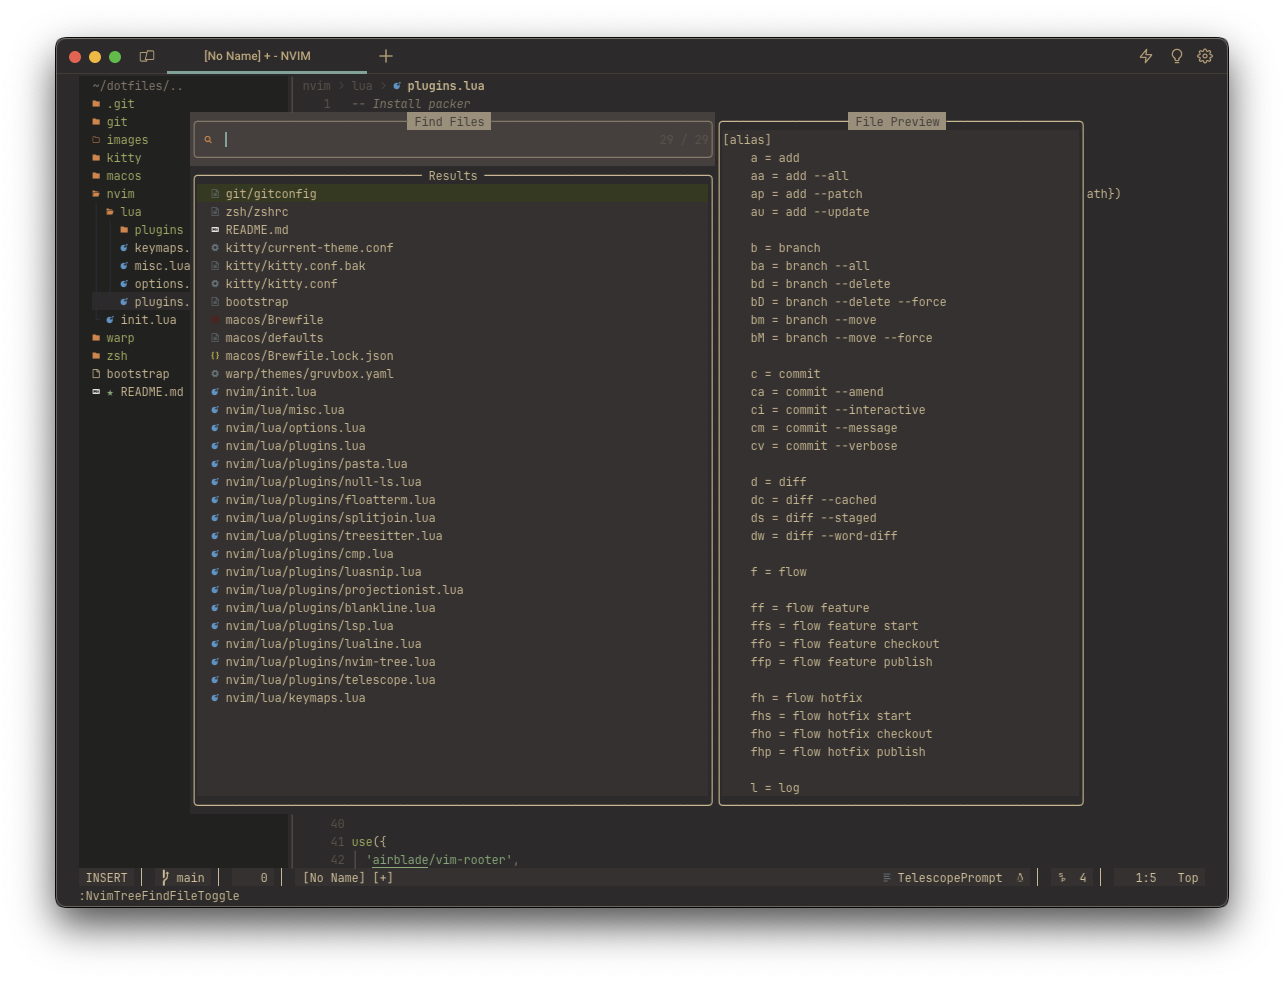 [No Name] + - NVIM
~/dotfiles/..
.git
git
images
kitty
macos
nvim
lua
plugins
keymaps.
misc.lua
options.
plugins.
init.lua
warp
zsh
bootstrap
README.md
nvim > lua > plugins.lua
1 -- Install packer
ath})
Find Files
29 / 29
Results
git/gitconfig
zsh/zshrc
README.md
kitty/current-theme.conf
kitty/kitty.conf.bak
kitty/kitty.conf
bootstrap
macos/Brewfile
macos/defaults
macos/Brewfile.lock.json
warp/themes/gruvbox.yaml
nvim/init.lua
nvim/lua/misc.lua
nvim/lua/options.lua
nvim/lua/plugins.lua
nvim/lua/plugins/pasta.lua
nvim/lua/plugins/null-ls.lua
nvim/lua/plugins/floatterm.lua
nvim/lua/plugins/splitjoin.lua
nvim/lua/plugins/treesitter.lua
nvim/lua/plugins/cmp.lua
nvim/lua/plugins/luasnip.lua
nvim/lua/plugins/projectionist.lua
nvim/lua/plugins/blankline.lua
nvim/lua/plugins/lsp.lua
nvim/lua/plugins/lualine.lua
nvim/lua/plugins/nvim-tree.lua
nvim/lua/plugins/telescope.lua
nvim/lua/keymaps.lua
File Preview
[alias]
a = add
aa = add --all
ap = add --patch
au = add --update
b = branch
ba = branch --all
bd = branch --delete
bD = branch --delete --force
bm = branch --move
bM = branch --move --force
c = commit
ca = commit --amend
ci = commit --interactive
cm = commit --message
cv = commit --verbose
d = diff
dc = diff --cached
ds = diff --staged
dw = diff --word-diff
f = flow
ff = flow feature
ffs = flow feature start
ffo = flow feature checkout
ffp = flow feature publish
fh = flow hotfix
fhs = flow hotfix start
fho = flow hotfix checkout
fhp = flow hotfix publish
l = log
40
41 use({
42 'airblade/vim-rooter',
INSERT main 0 [No Name] [+] TelescopePrompt 4 1:5 Top
:NvimTreeFindFileToggle